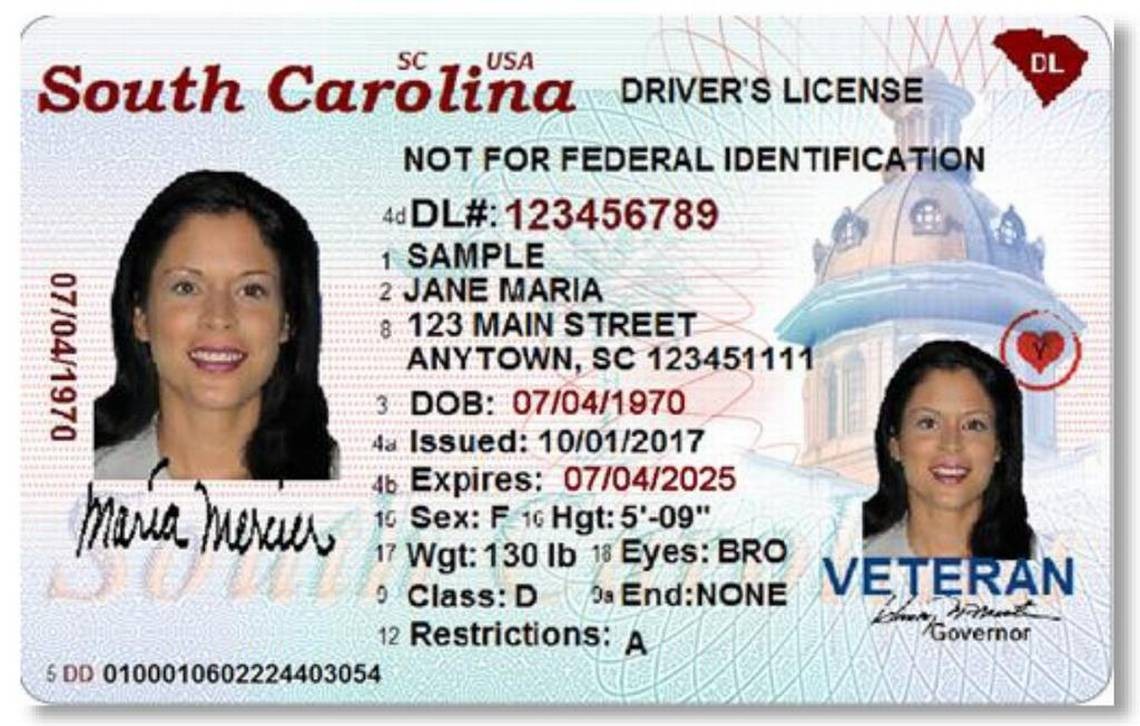 SC USA
South Carolina
DRIVER'S LICENSE
DL
NOT FOR FEDERAL IDENTIFICATION
4d DL#: 123456789
1 SAMPLE
2 JANE MARIA
8 123 MAIN STREET
ANYTOWN, SC 123451111
3 DOB: 07/04/1970
4a Issued: 10/01/2017
4b Expires: 07/04/2025
Sex: F 16 Hgt: 5'-09"
17 Wgt: 130 lb 18 Eyes: BRO
9 Class: D 9a End:NONE
12 Restrictions: A
07/04/1970
Maria Mercier
Y
VETERAN
Governor
5 DD 0100010602224403054
South